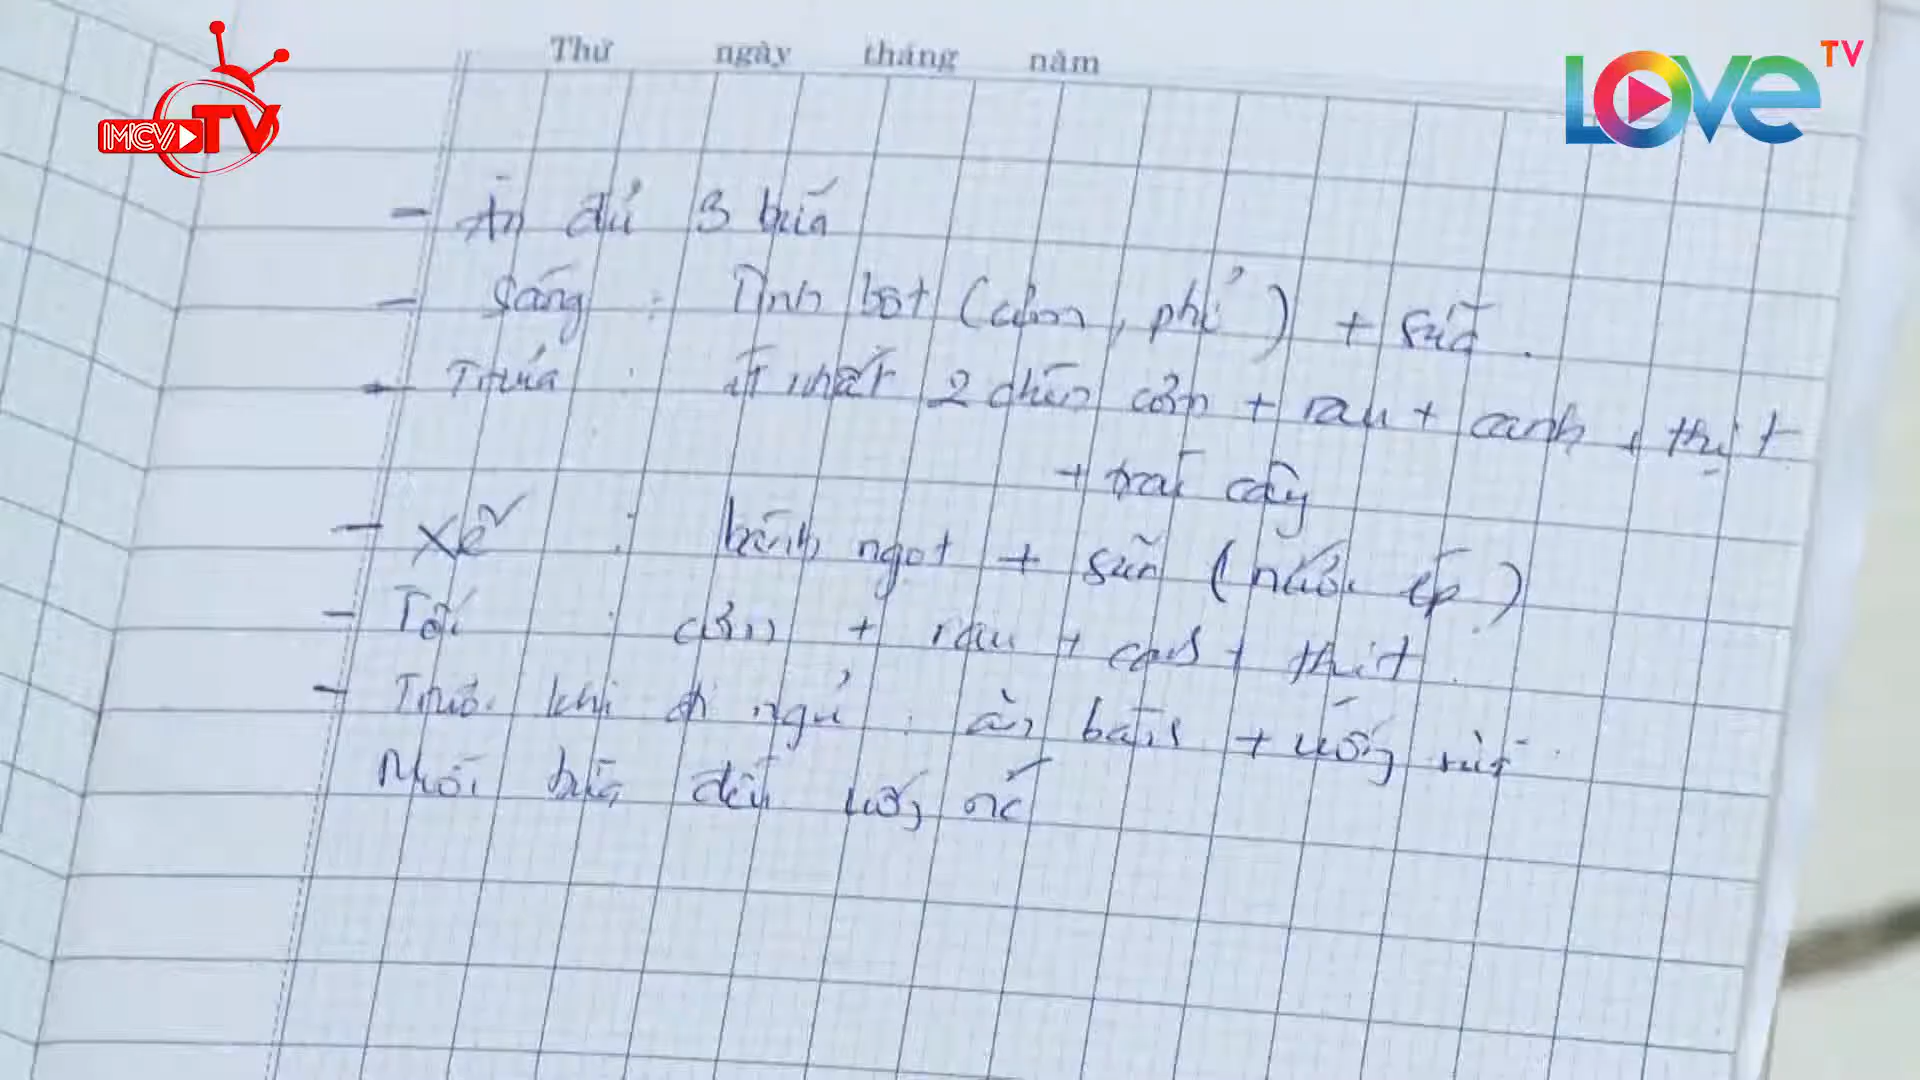 IMCV TV
LOVE TV
Thứ ngày tháng năm
- Ăn đủ 3 bữa
- Sáng : Tinh bột (cơm, phở) + sữa.
- Trưa : ít nhất 2 chén cơm + rau + canh + thịt
+ trái cây
- Xế : bánh ngọt + sữa (nước ép)
- Tối : cơm + rau + canh + thịt.
- Trước khi đi ngủ : ăn bánh + uống sữa.
Mỗi bữa đều uống nc